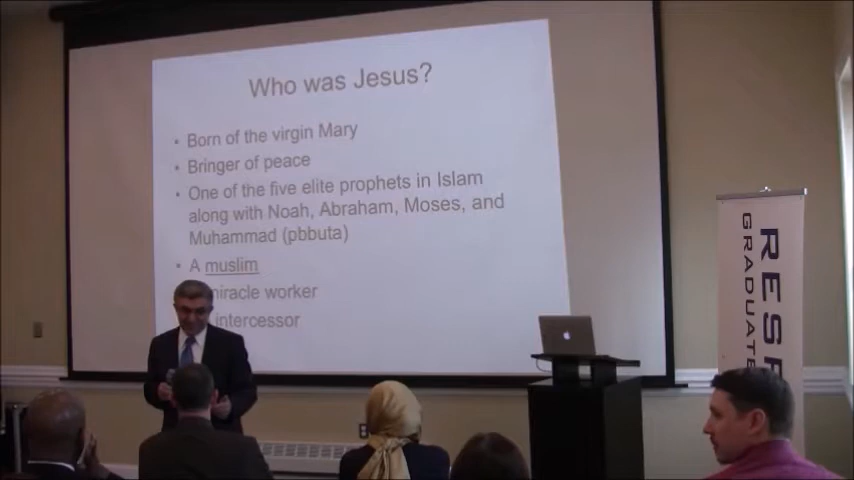 Who was Jesus?
• Born of the virgin Mary
• Bringer of peace
• One of the five elite prophets in Islam
along with Noah, Abraham, Moses, and
Muhammad (pbbuta)
• A muslim
miracle worker
intercessor
GRADUATE